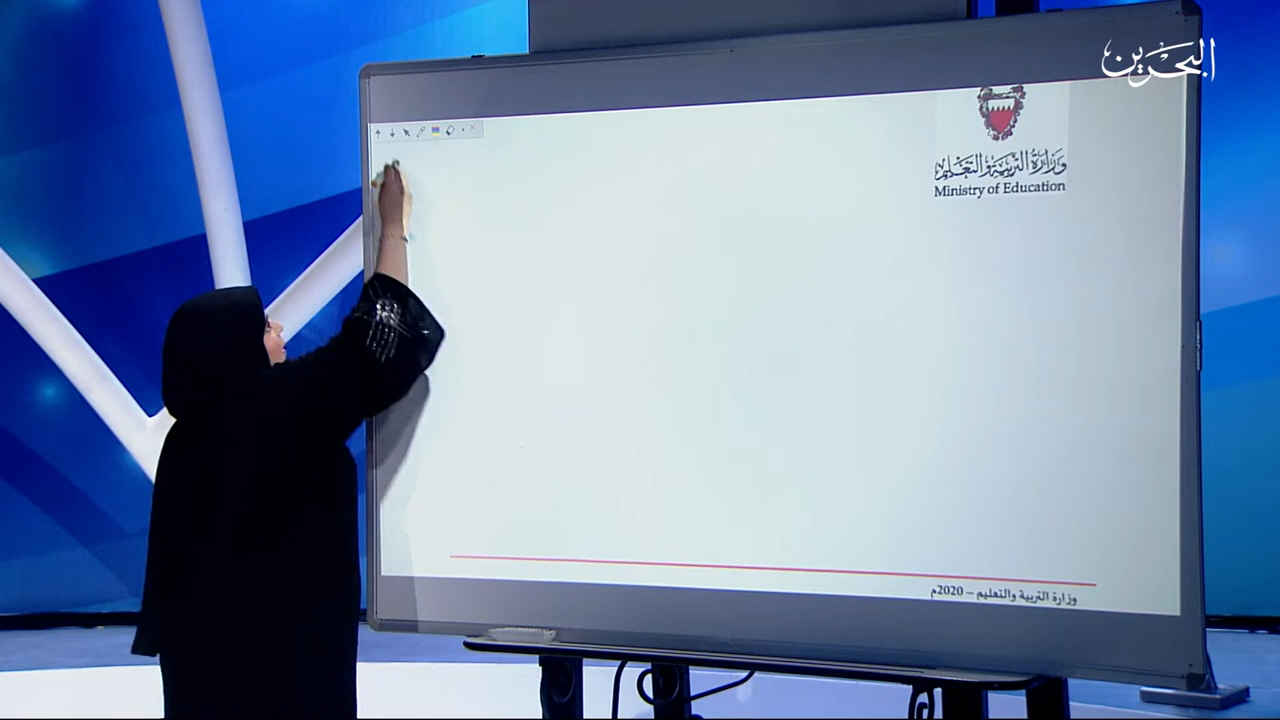 البحرين
وزارة التربية والتعليم
Ministry of Education
وزارة التربية والتعليم – 2020م